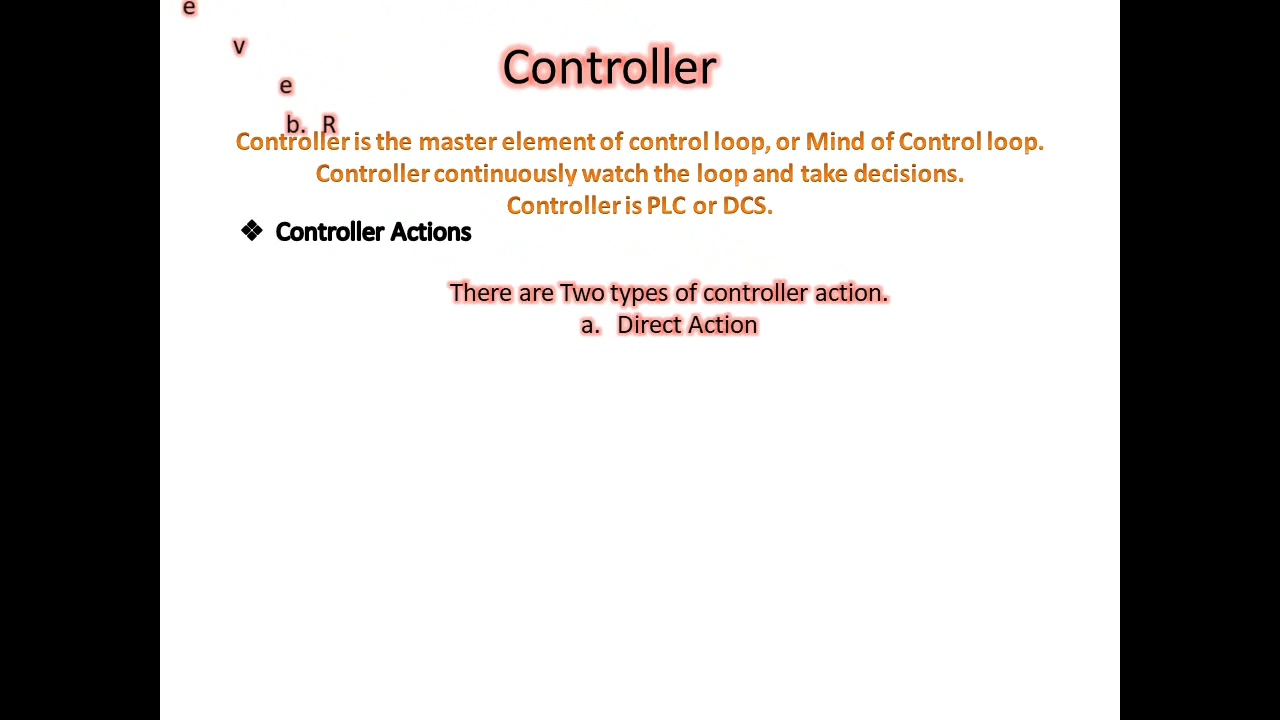 e
v
Controller
e
b. R
Controller is the master element of control loop, or Mind of Control loop.
Controller continuously watch the loop and take decisions.
Controller is PLC or DCS.
❖ Controller Actions
There are Two types of controller action.
a. Direct Action